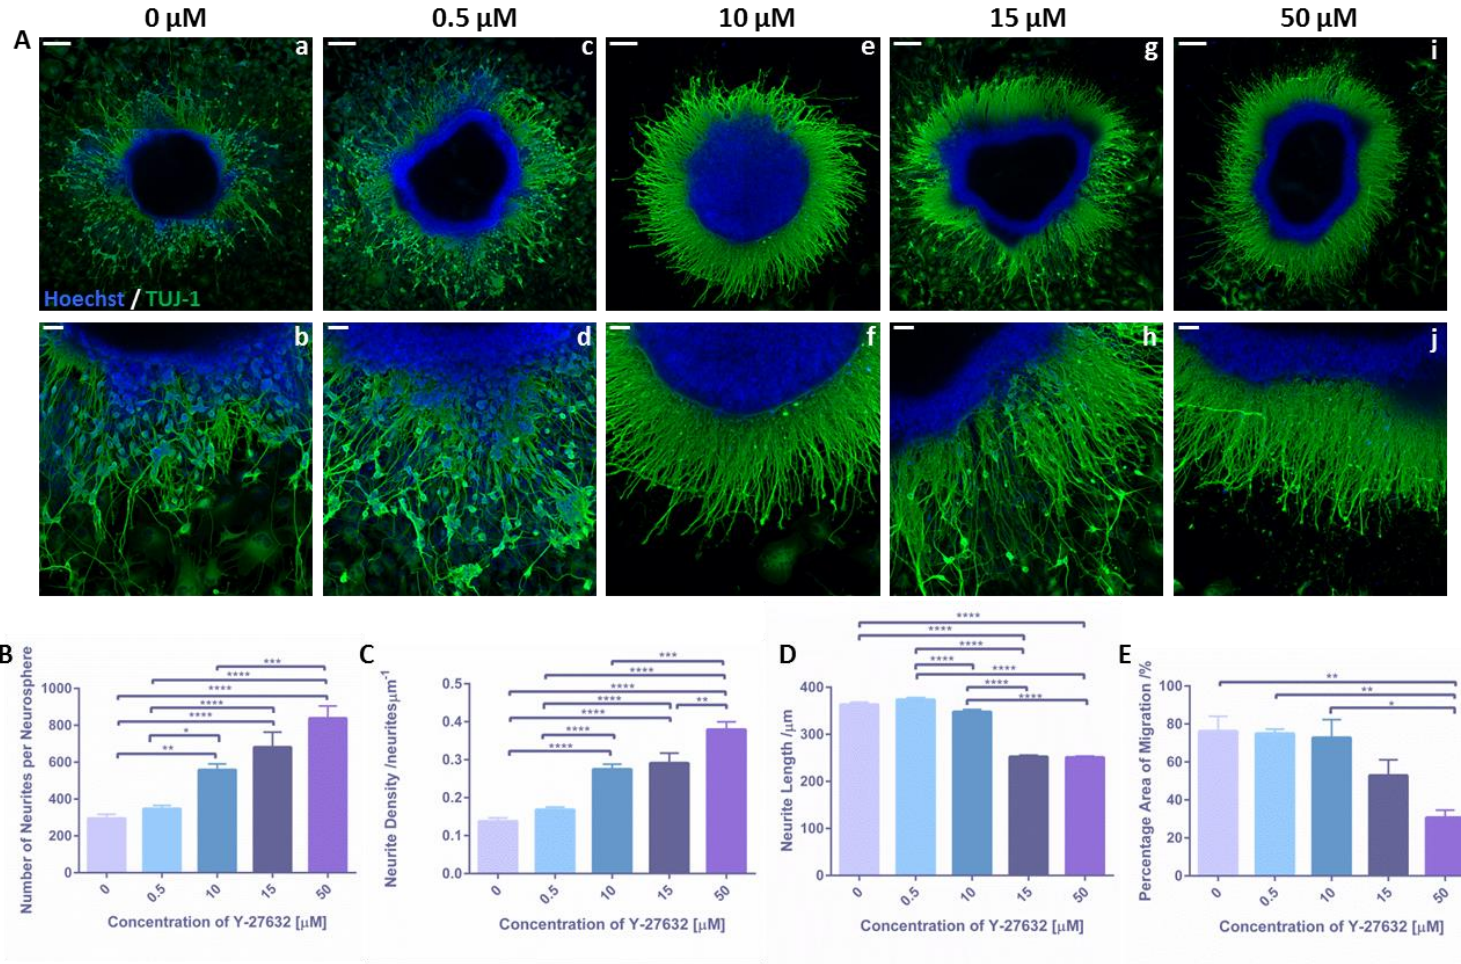 0 µM 0.5 µM 10 µM 15 µM 50 µM
A
a c e g i
Hoechst / TUJ-1
b d f h j
B
Number of Neurites per Neurosphere
1000
800
600
400
200
0
***
****
****
****
****
*
**
0 0.5 10 15 50
Concentration of Y-27632 [µM]
C
Neurite Density /neuritesµm-1
0.5
0.4
0.3
0.2
0.1
0.0
***
****
****
****
**
****
****
****
0 0.5 10 15 50
Concentration of Y-27632 [µM]
D
Neurite Length /µm
400
300
200
100
0
****
****
****
****
****
****
****
0 0.5 10 15 50
Concentration of Y-27632 [µM]
E
Percentage Area of Migration /%
100
80
60
40
20
0
**
**
*
0 0.5 10 15 50
Concentration of Y-27632 [µM]